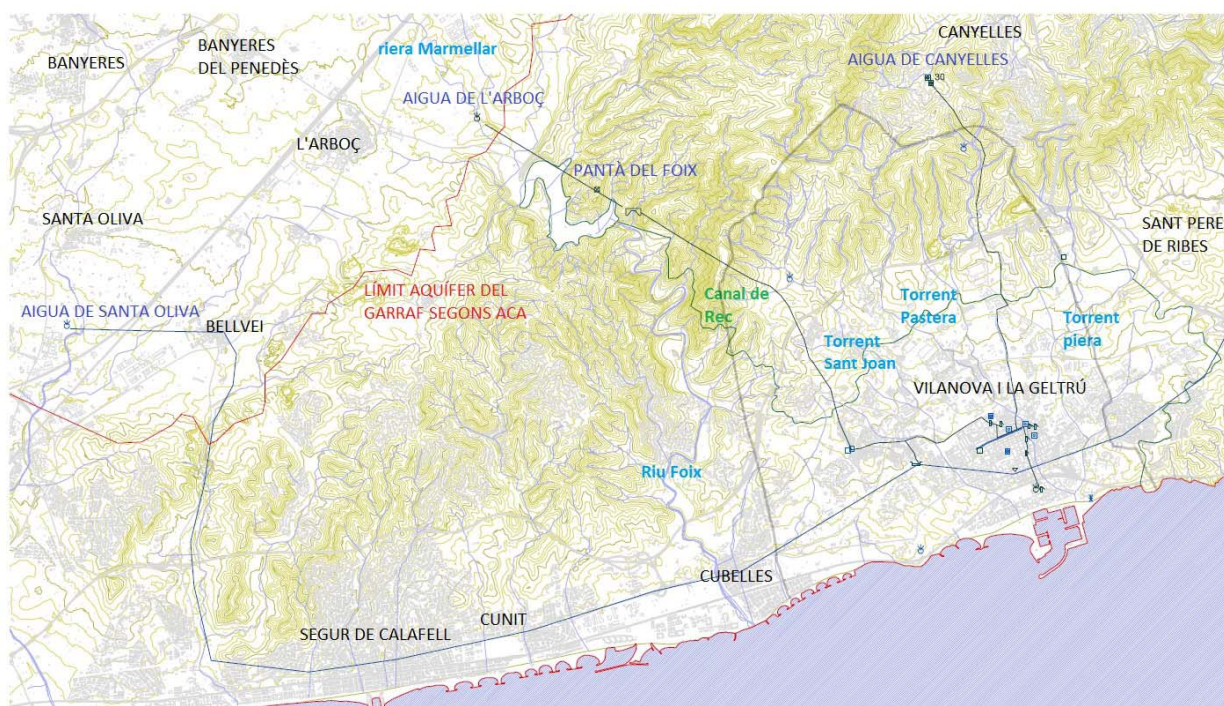 CANYELLES
BANYERES
DEL PENEDÈS
riera Marmellar
BANYERES
AIGUA DE CANYELLES
30
AIGUA DE L'ARBOÇ
L'ARBOÇ
PANTÀ DEL FOIX
SANTA OLIVA
SANT PERE
DE RIBES
LÍMIT AQÜÍFER DEL
GARRAF SEGONS ACA
Canal de
Rec
Torrent
Pastera
AIGUA DE SANTA OLIVA
BELLVEI
Torrent
piera
Torrent
Sant Joan
VILANOVA I LA GELTRÚ
Riu Foix
CUBELLES
CUNIT
SEGUR DE CALAFELL